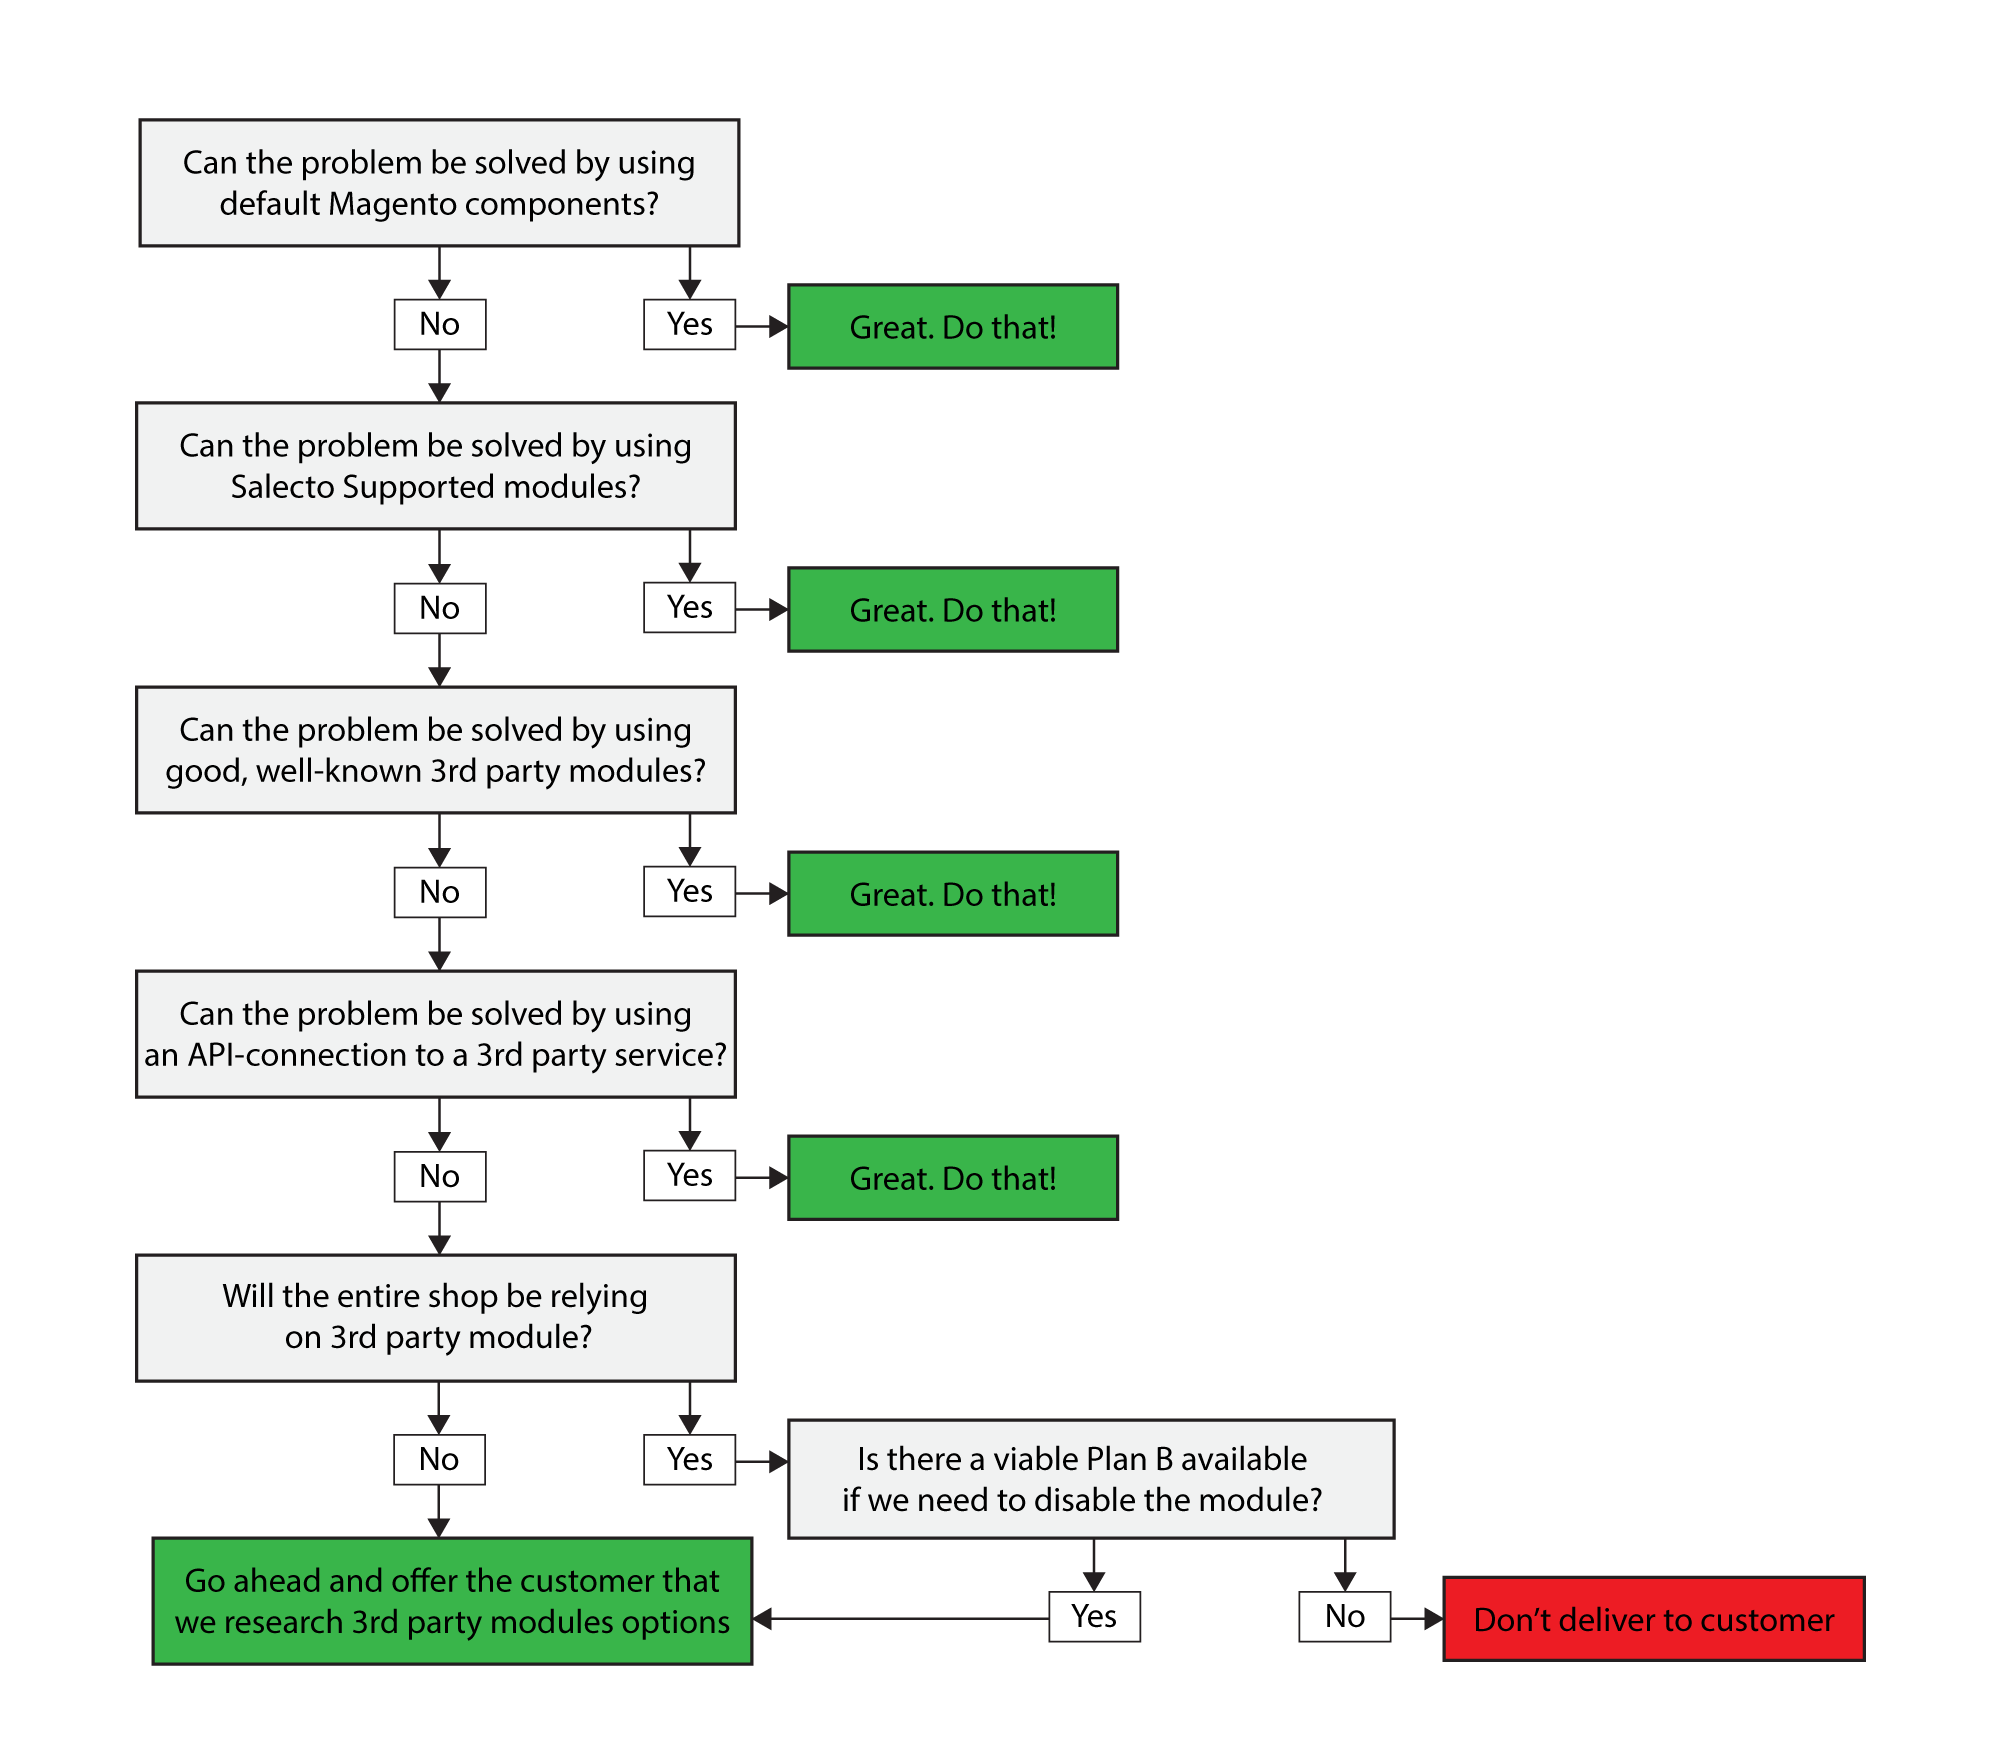 Can the problem be solved by using
default Magento components?
No
Yes
Great. Do that!
Can the problem be solved by using
Salecto Supported modules?
No
Yes
Great. Do that!
Can the problem be solved by using
good, well-known 3rd party modules?
No
Yes
Great. Do that!
Can the problem be solved by using
an API-connection to a 3rd party service?
No
Yes
Great. Do that!
Will the entire shop be relying
on 3rd party module?
No
Yes
Is there a viable Plan B available
if we need to disable the module?
Go ahead and offer the customer that
we research 3rd party modules options
Yes
No
Don't deliver to customer